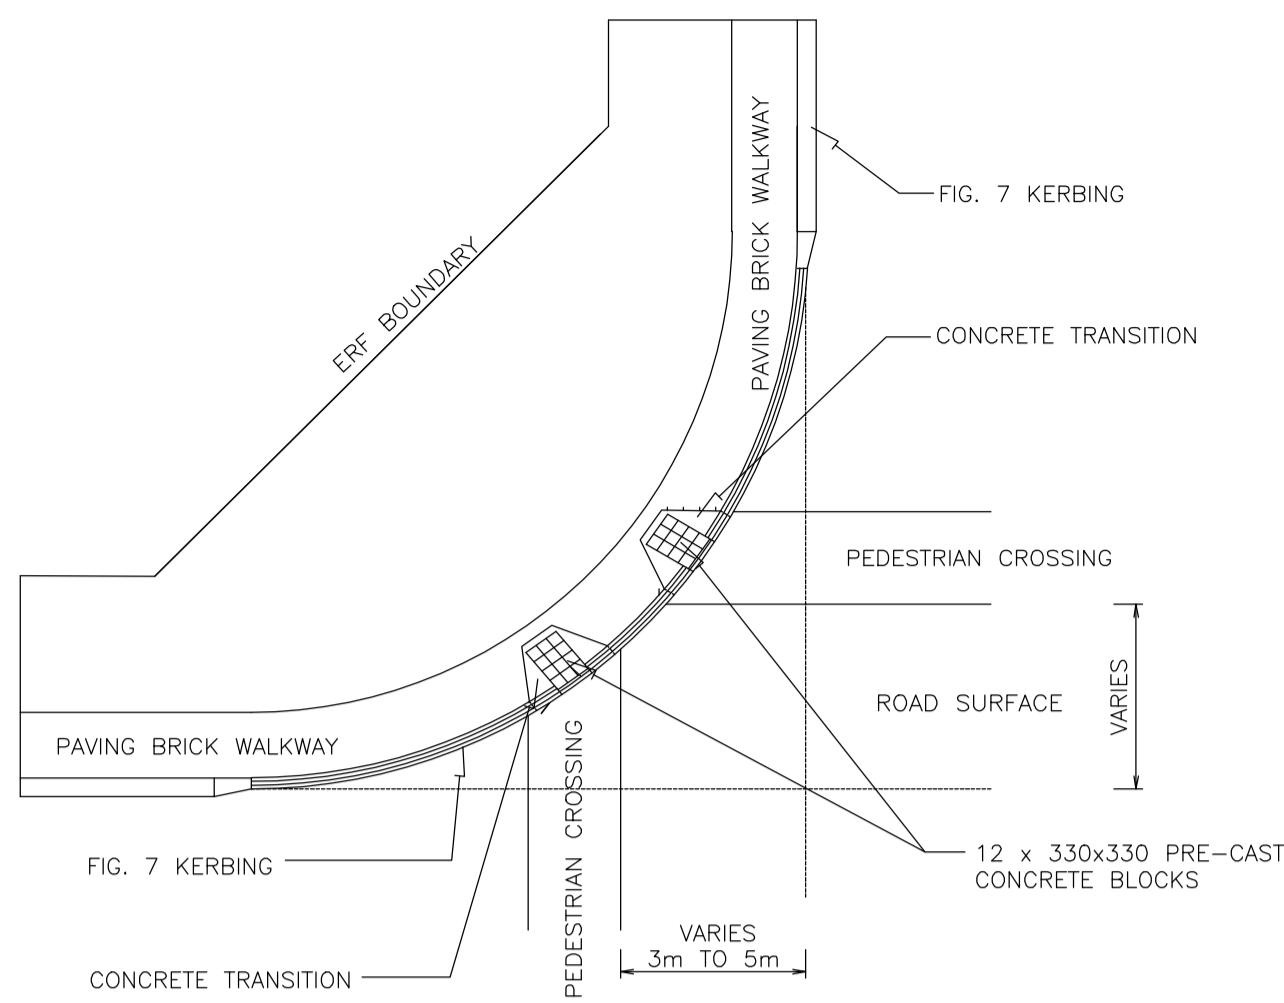 PAVING BRICK WALKWAY
FIG. 7 KERBING
ERF BOUNDARY
CONCRETE TRANSITION
PEDESTRIAN CROSSING
ROAD SURFACE
VARIES
PAVING BRICK WALKWAY
PEDESTRIAN CROSSING
FIG. 7 KERBING
12 x 330x330 PRE-CAST
CONCRETE BLOCKS
VARIES
3m TO 5m
CONCRETE TRANSITION